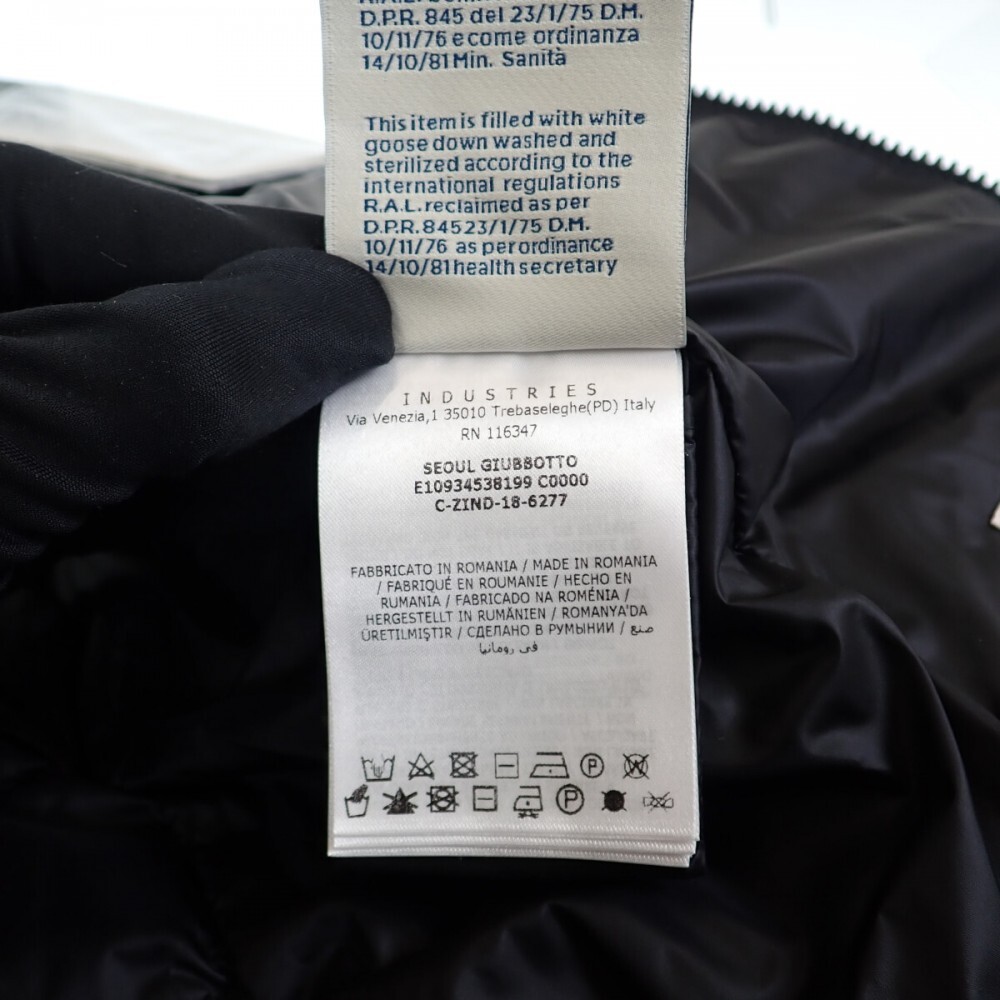 D.P.R. 845 del 23/1/75 D.M.
10/11/76 e come ordinanza
14/10/81 Min. Sanità
This item is filled with white
goose down washed and
sterilized according to the
international regulations
R.A.L. reclaimed as per
D.P.R. 84523/1/75 D.M.
10/11/76 as per ordinance
14/10/81 health secretary
INDUSTRIES
Via Venezia,1 35010 Trebaseleghe(PD) Italy
RN 116347
SEOUL GIUBBOTTO
E10934538199 C0000
C-ZIND-18-6277
FABBRICATO IN ROMANIA / MADE IN ROMANIA
/ FABRIQUÉ EN ROUMANIE / HECHO EN
RUMANIA / FABRICADO NA ROMÉNIA /
HERGESTELLT IN RUMÄNIEN / ROMANYA'DA
ÜRETILMIŞTIR / СДЕЛАНО В РУМЫНИИ / صنع
في رومانيا
P W
P